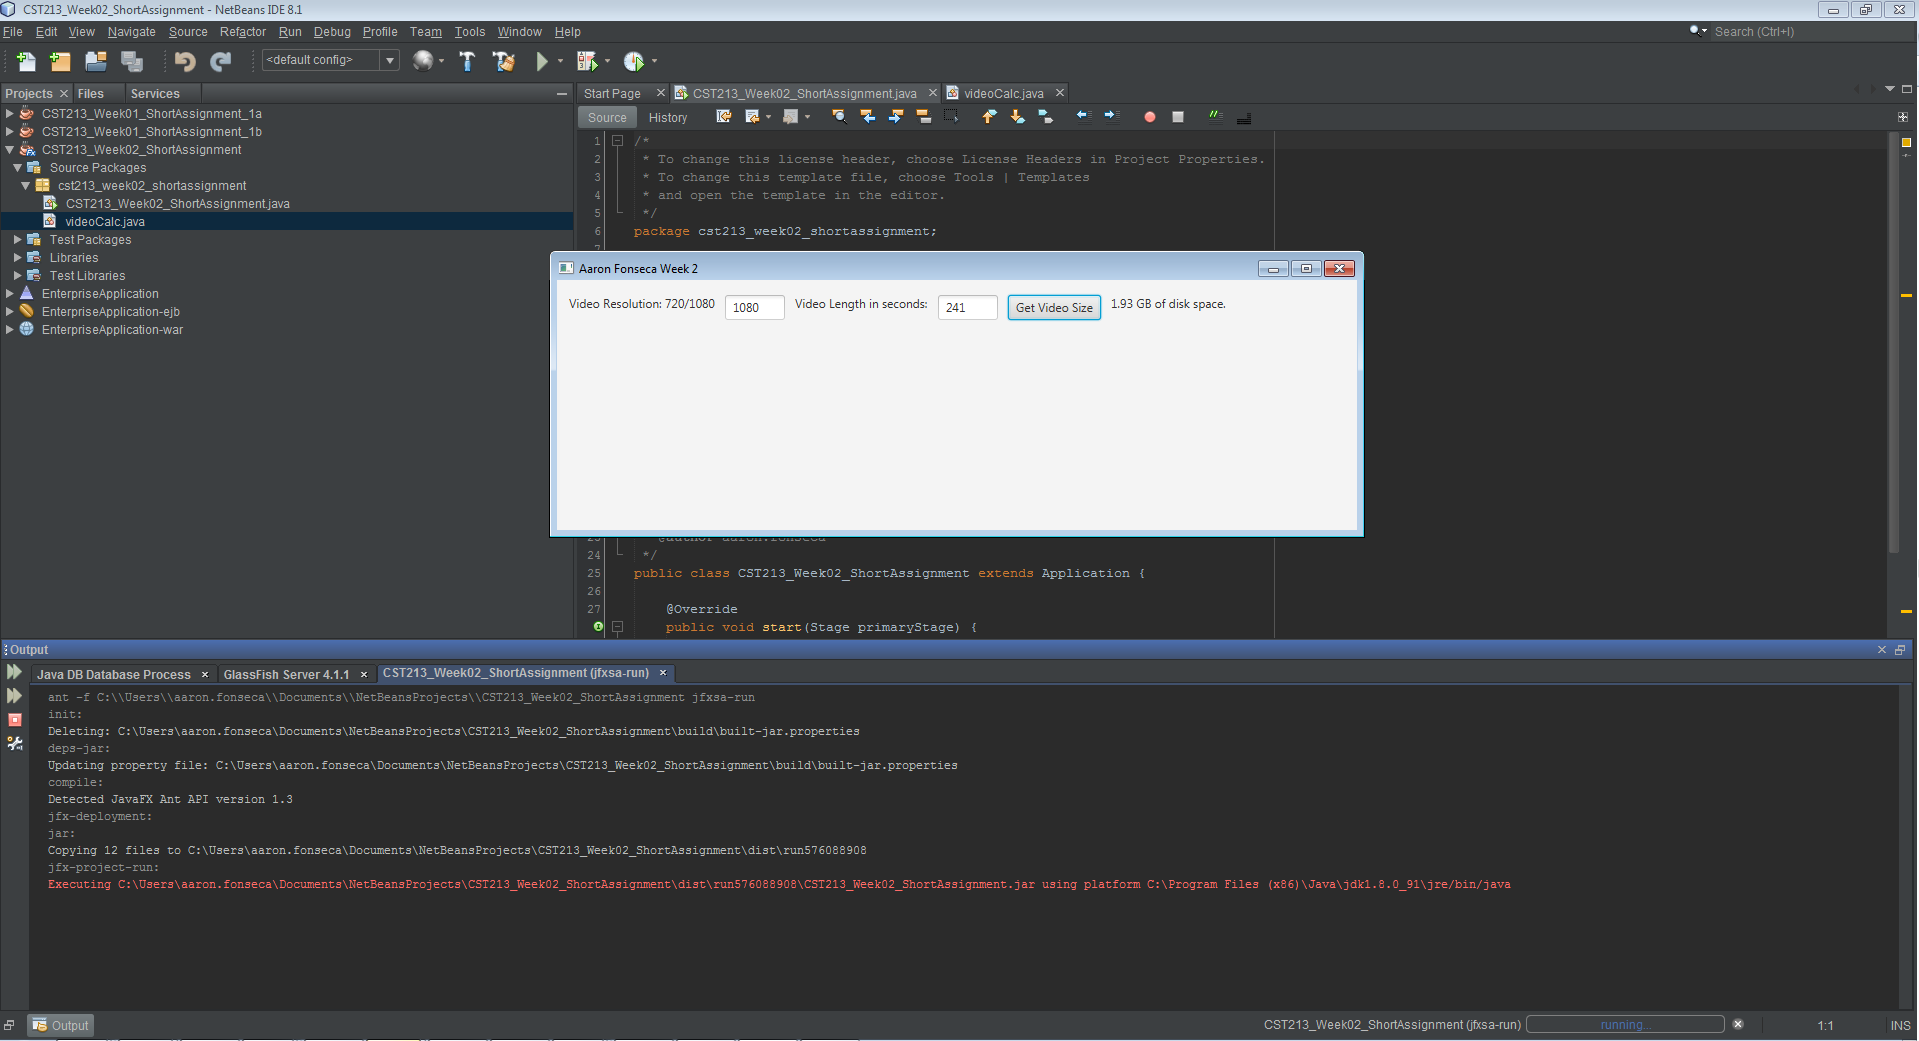 CST213_Week02_ShortAssignment - NetBeans IDE 8.1
File Edit View Navigate Source Refactor Run Debug Profile Team Tools Window Help
Search (Ctrl+I)
<default config>
Projects Files Services
CST213_Week01_ShortAssignment_1a
CST213_Week01_ShortAssignment_1b
CST213_Week02_ShortAssignment
Source Packages
cst213_week02_shortassignment
CST213_Week02_ShortAssignment.java
videoCalc.java
Test Packages
Libraries
Test Libraries
EnterpriseApplication
EnterpriseApplication-ejb
EnterpriseApplication-war
Start Page CST213_Week02_ShortAssignment.java videoCalc.java
Source History
1 /*
2 * To change this license header, choose License Headers in Project Properties.
3 * To change this template file, choose Tools | Templates
4 * and open the template in the editor.
5 */
6 package cst213_week02_shortassignment;
7
Aaron Fonseca Week 2
Video Resolution: 720/1080 1080 Video Length in seconds: 241 Get Video Size 1.93 GB of disk space.
23 @author aaron.fonseca
24 */
25 public class CST213_Week02_ShortAssignment extends Application {
26
27 @Override
public void start(Stage primaryStage) {
Output
Java DB Database Process GlassFish Server 4.1.1 CST213_Week02_ShortAssignment (jfxsa-run)
ant -f C:\\Users\\aaron.fonseca\\Documents\\NetBeansProjects\\CST213_Week02_ShortAssignment jfxsa-run
init:
Deleting: C:\Users\aaron.fonseca\Documents\NetBeansProjects\CST213_Week02_ShortAssignment\build\built-jar.properties
deps-jar:
Updating property file: C:\Users\aaron.fonseca\Documents\NetBeansProjects\CST213_Week02_ShortAssignment\build\built-jar.properties
compile:
Detected JavaFX Ant API version 1.3
jfx-deployment:
jar:
Copying 12 files to C:\Users\aaron.fonseca\Documents\NetBeansProjects\CST213_Week02_ShortAssignment\dist\run576088908
jfx-project-run:
Executing C:\Users\aaron.fonseca\Documents\NetBeansProjects\CST213_Week02_ShortAssignment\dist\run576088908\CST213_Week02_ShortAssignment.jar using platform C:\Program Files (x86)\Java\jdk1.8.0_91\jre/bin/java
Output
CST213_Week02_ShortAssignment (jfxsa-run) running... 1:1 INS